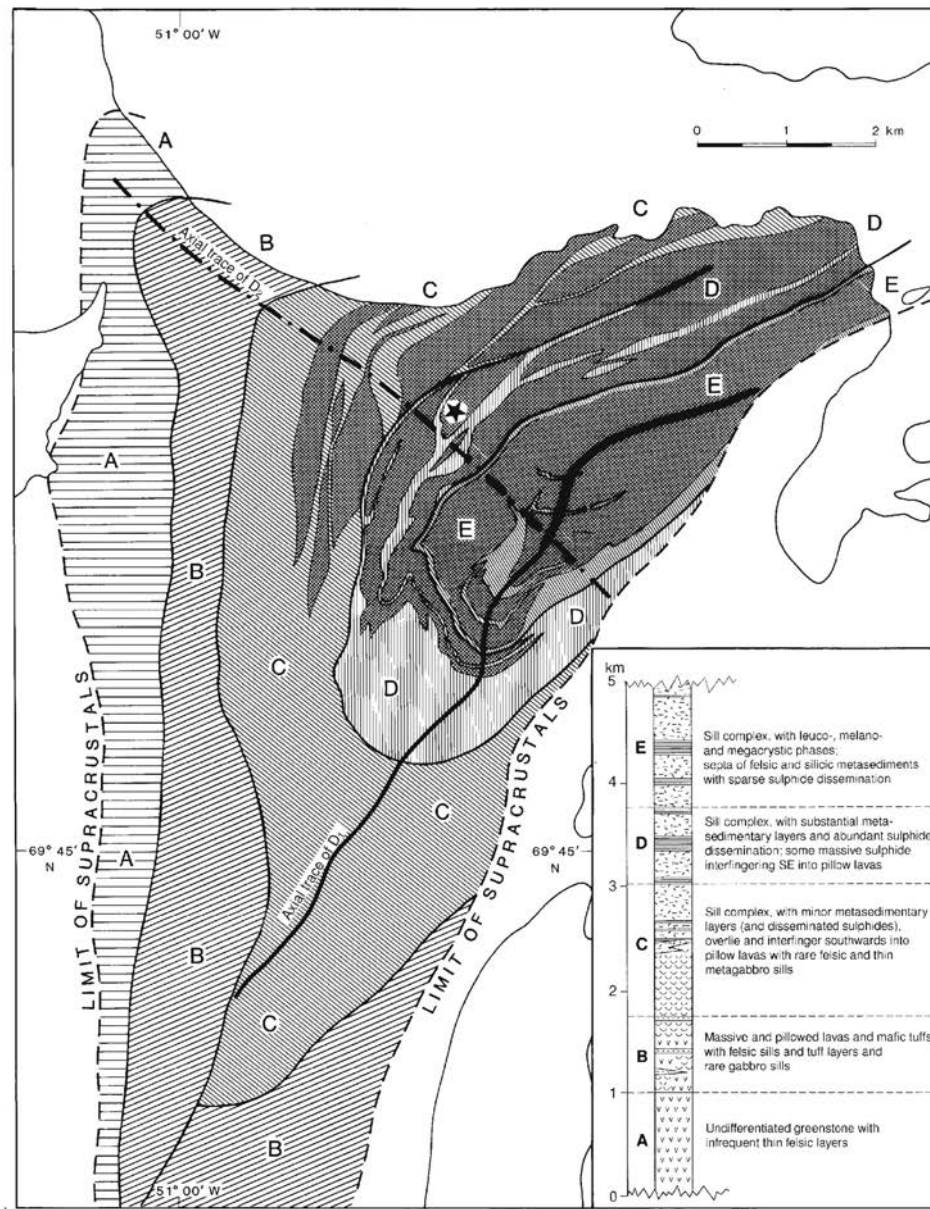 51° 00' W
0 1 2 km
A
B
C
C
D
E
Axial trace of D2
D
E
A
E
B
C
D
D
LIMIT OF SUPRACRUSTALS
LIMIT OF SUPRACRUSTALS
C
A
69° 45'
N
69° 45'
N
Axial trace of D1
B
C
B
51° 00' W
km
5
E
Sill complex, with leuco-, melano-
and megacrystic phases;
septa of felsic and silicic metasediments
with sparse sulphide dissemination
4
D
Sill complex, with substantial meta-
sedimentary layers and abundant sulphide
dissemination; some massive sulphide
interfingering SE into pillow lavas
3
C
Sill complex, with minor metasedimentary
layers (and disseminated sulphides),
overlie and interfinger southwards into
pillow lavas with rare felsic and thin
metagabbro sills
2
B
Massive and pillowed lavas and mafic tuffs
with felsic sills and tuff layers and
rare gabbro sills
1
A
Undifferentiated greenstone with
infrequent thin felsic layers
0